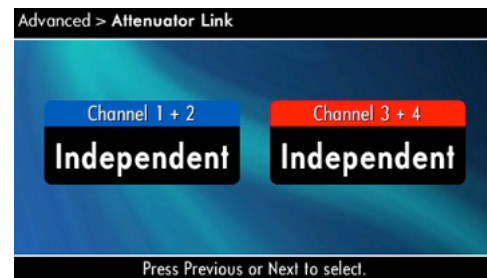 Advanced > Attenuator Link
Channel 1 + 2
Independent
Channel 3 + 4
Independent
Press Previous or Next to select.